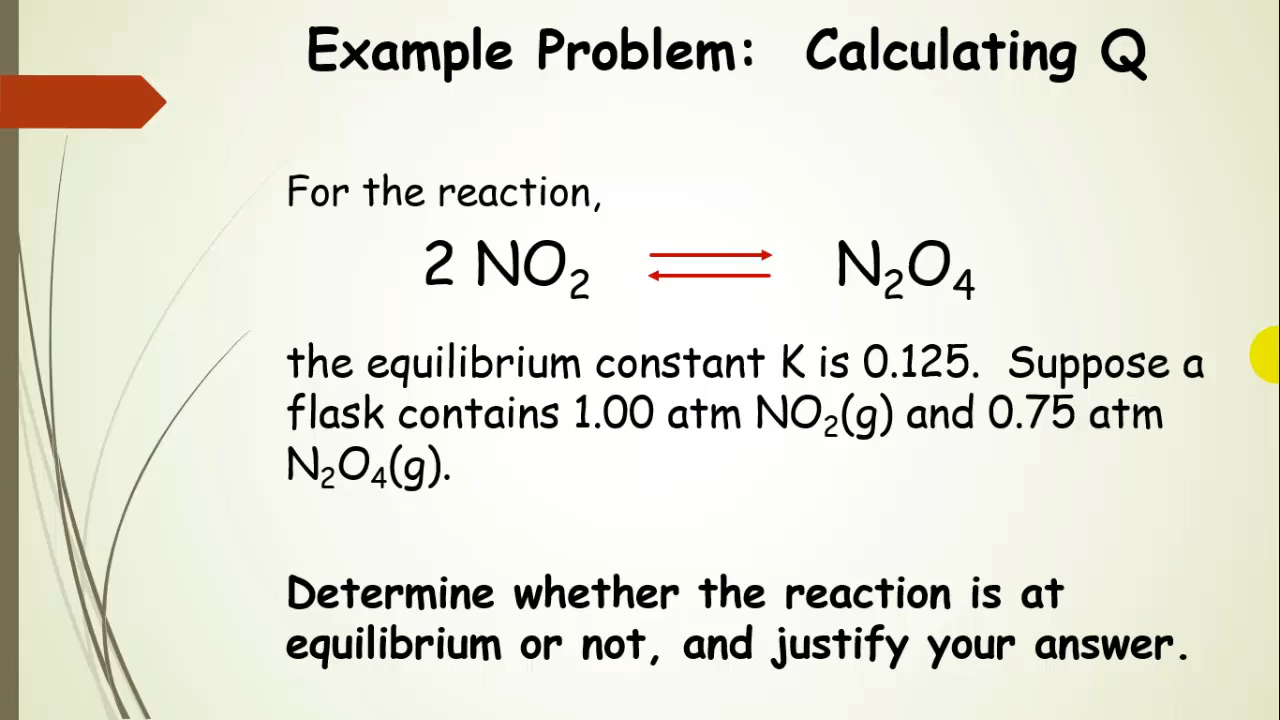 Example Problem: Calculating Q
For the reaction,
2 NO₂ ⇌ N₂O₄
the equilibrium constant K is 0.125. Suppose a
flask contains 1.00 atm NO₂(g) and 0.75 atm
N₂O₄(g).
Determine whether the reaction is at
equilibrium or not, and justify your answer.